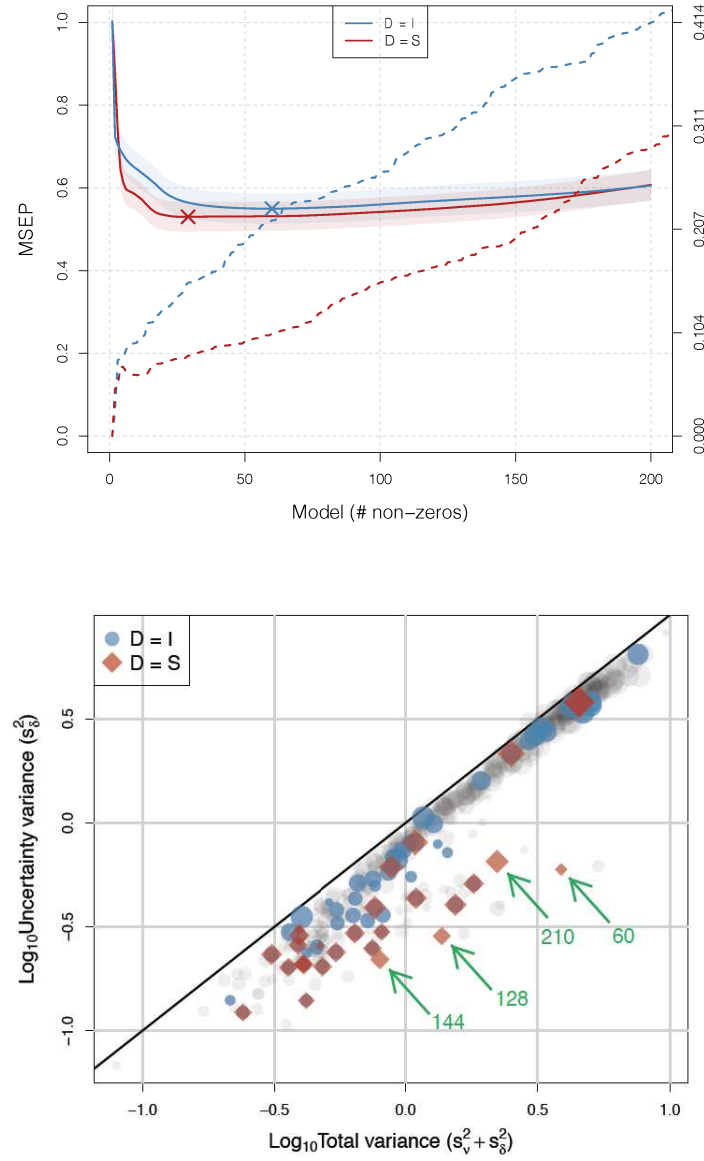 D = I
D = S
MSEP
1.0
0.8
0.6
0.4
0.2
0.0
0.414
0.311
0.207
0.104
0.000
0 50 100 150 200
Model (# non−zeros)
D = I
D = S
Log₁₀Uncertainty variance (s²δ)
0.5
0.0
−0.5
−1.0
210 60
128
144
−1.0 −0.5 0.0 0.5 1.0
Log₁₀Total variance (s²ν + s²δ)